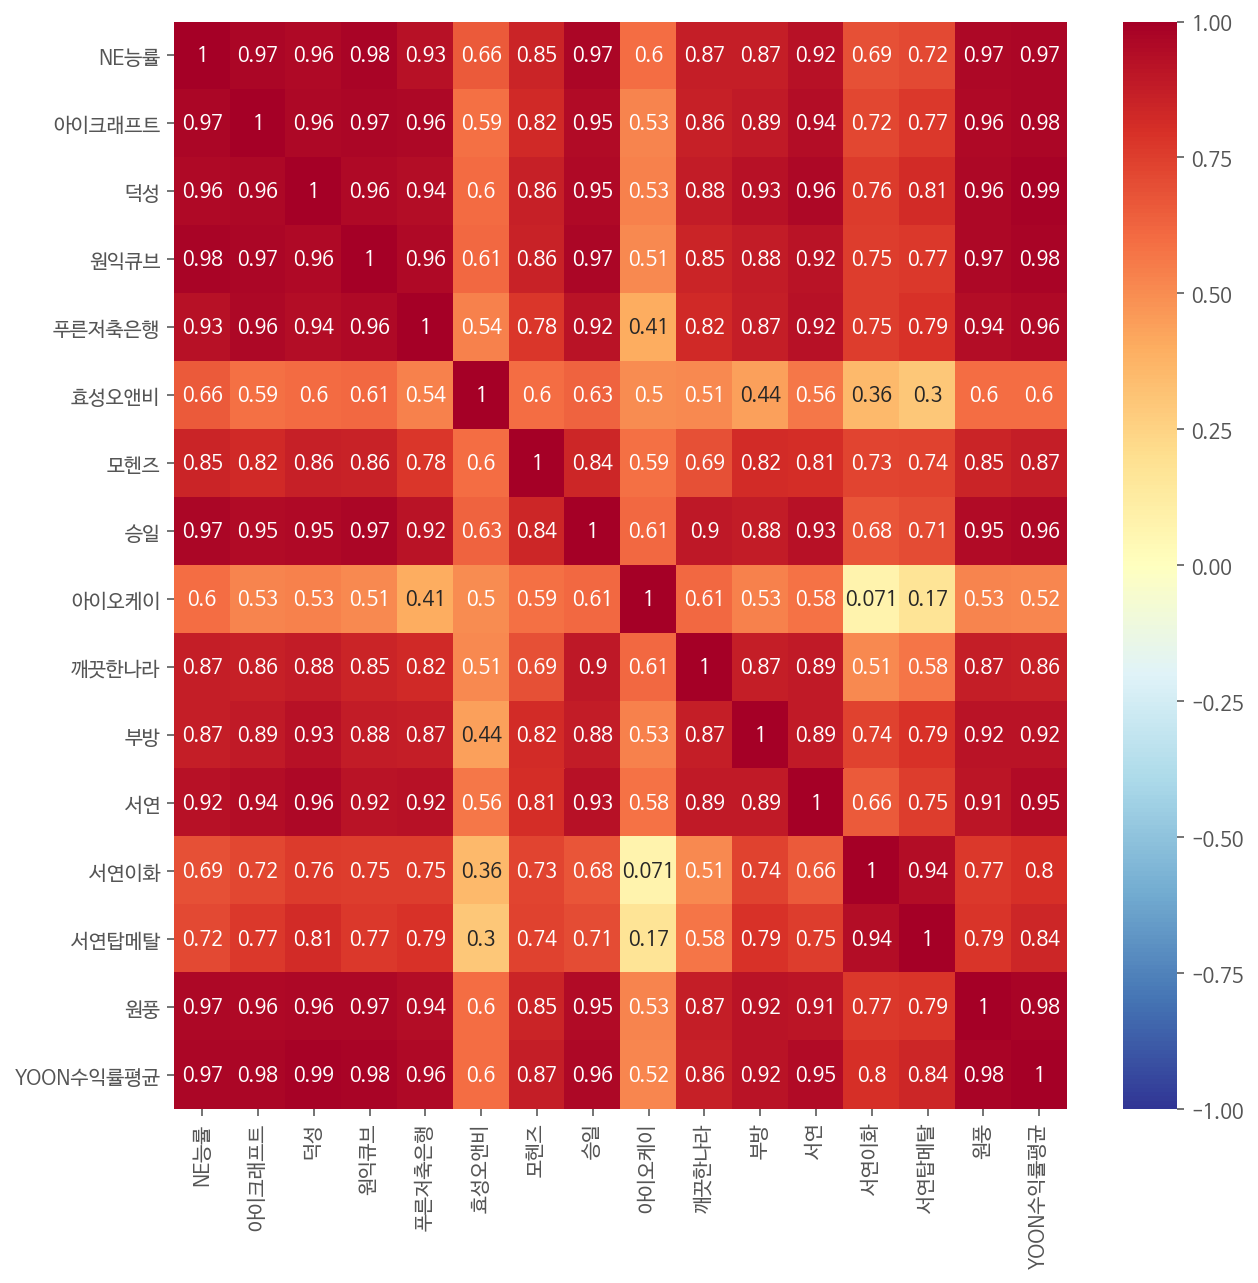 NE능률 1 0.97 0.96 0.98 0.93 0.66 0.85 0.97 0.6 0.87 0.87 0.92 0.69 0.72 0.97 0.97
아이크래프트 0.97 1 0.96 0.97 0.96 0.59 0.82 0.95 0.53 0.86 0.89 0.94 0.72 0.77 0.96 0.98
덕성 0.96 0.96 1 0.96 0.94 0.6 0.86 0.95 0.53 0.88 0.93 0.96 0.76 0.81 0.96 0.99
원익큐브 0.98 0.97 0.96 1 0.96 0.61 0.86 0.97 0.51 0.85 0.88 0.92 0.75 0.77 0.97 0.98
푸른저축은행 0.93 0.96 0.94 0.96 1 0.54 0.78 0.92 0.41 0.82 0.87 0.92 0.75 0.79 0.94 0.96
효성오앤비 0.66 0.59 0.6 0.61 0.54 1 0.6 0.63 0.5 0.51 0.44 0.56 0.36 0.3 0.6 0.6
모헨즈 0.85 0.82 0.86 0.86 0.78 0.6 1 0.84 0.59 0.69 0.82 0.81 0.73 0.74 0.85 0.87
승일 0.97 0.95 0.95 0.97 0.92 0.63 0.84 1 0.61 0.9 0.88 0.93 0.68 0.71 0.95 0.96
아이오케이 0.6 0.53 0.53 0.51 0.41 0.5 0.59 0.61 1 0.61 0.53 0.58 0.071 0.17 0.53 0.52
깨끗한나라 0.87 0.86 0.88 0.85 0.82 0.51 0.69 0.9 0.61 1 0.87 0.89 0.51 0.58 0.87 0.86
부방 0.87 0.89 0.93 0.88 0.87 0.44 0.82 0.88 0.53 0.87 1 0.89 0.74 0.79 0.92 0.92
서연 0.92 0.94 0.96 0.92 0.92 0.56 0.81 0.93 0.58 0.89 0.89 1 0.66 0.75 0.91 0.95
서연이화 0.69 0.72 0.76 0.75 0.75 0.36 0.73 0.68 0.071 0.51 0.74 0.66 1 0.94 0.77 0.8
서연탑메탈 0.72 0.77 0.81 0.77 0.79 0.3 0.74 0.71 0.17 0.58 0.79 0.75 0.94 1 0.79 0.84
원풍 0.97 0.96 0.96 0.97 0.94 0.6 0.85 0.95 0.53 0.87 0.92 0.91 0.77 0.79 1 0.98
YOON수익률평균 0.97 0.98 0.99 0.98 0.96 0.6 0.87 0.96 0.52 0.86 0.92 0.95 0.8 0.84 0.98 1
NE능률
아이크래프트
덕성
원익큐브
푸른저축은행
효성오앤비
모헨즈
승일
아이오케이
깨끗한나라
부방
서연
서연이화
서연탑메탈
원풍
YOON수익률평균
1.00
0.75
0.50
0.25
0.00
-0.25
-0.50
-0.75
-1.00